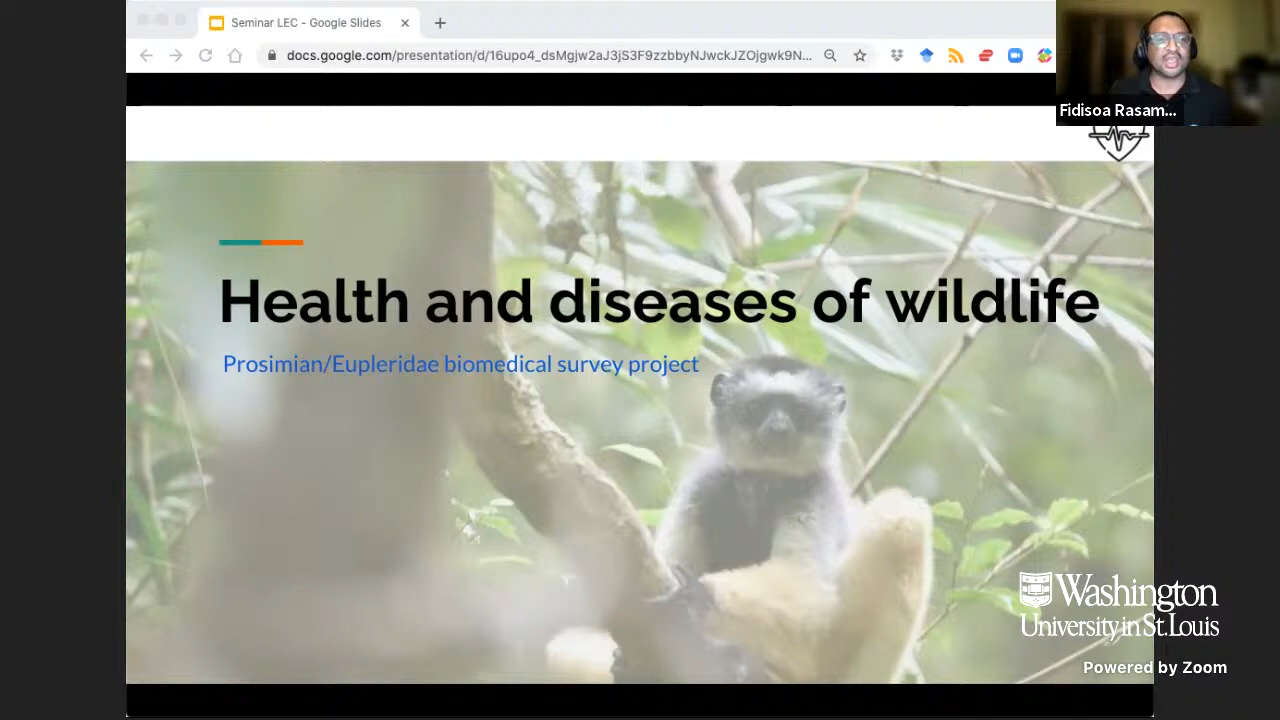 Seminar LEC - Google Slides
docs.google.com/presentation/d/16upo4_dsMgjw2aJ3jS3F9zzbbyNJwckJZOjgwk9N...
Fidisoa Rasam...
Health and diseases of wildlife
Prosimian/Eupleridae biomedical survey project
Washington
University in St. Louis
Powered by Zoom